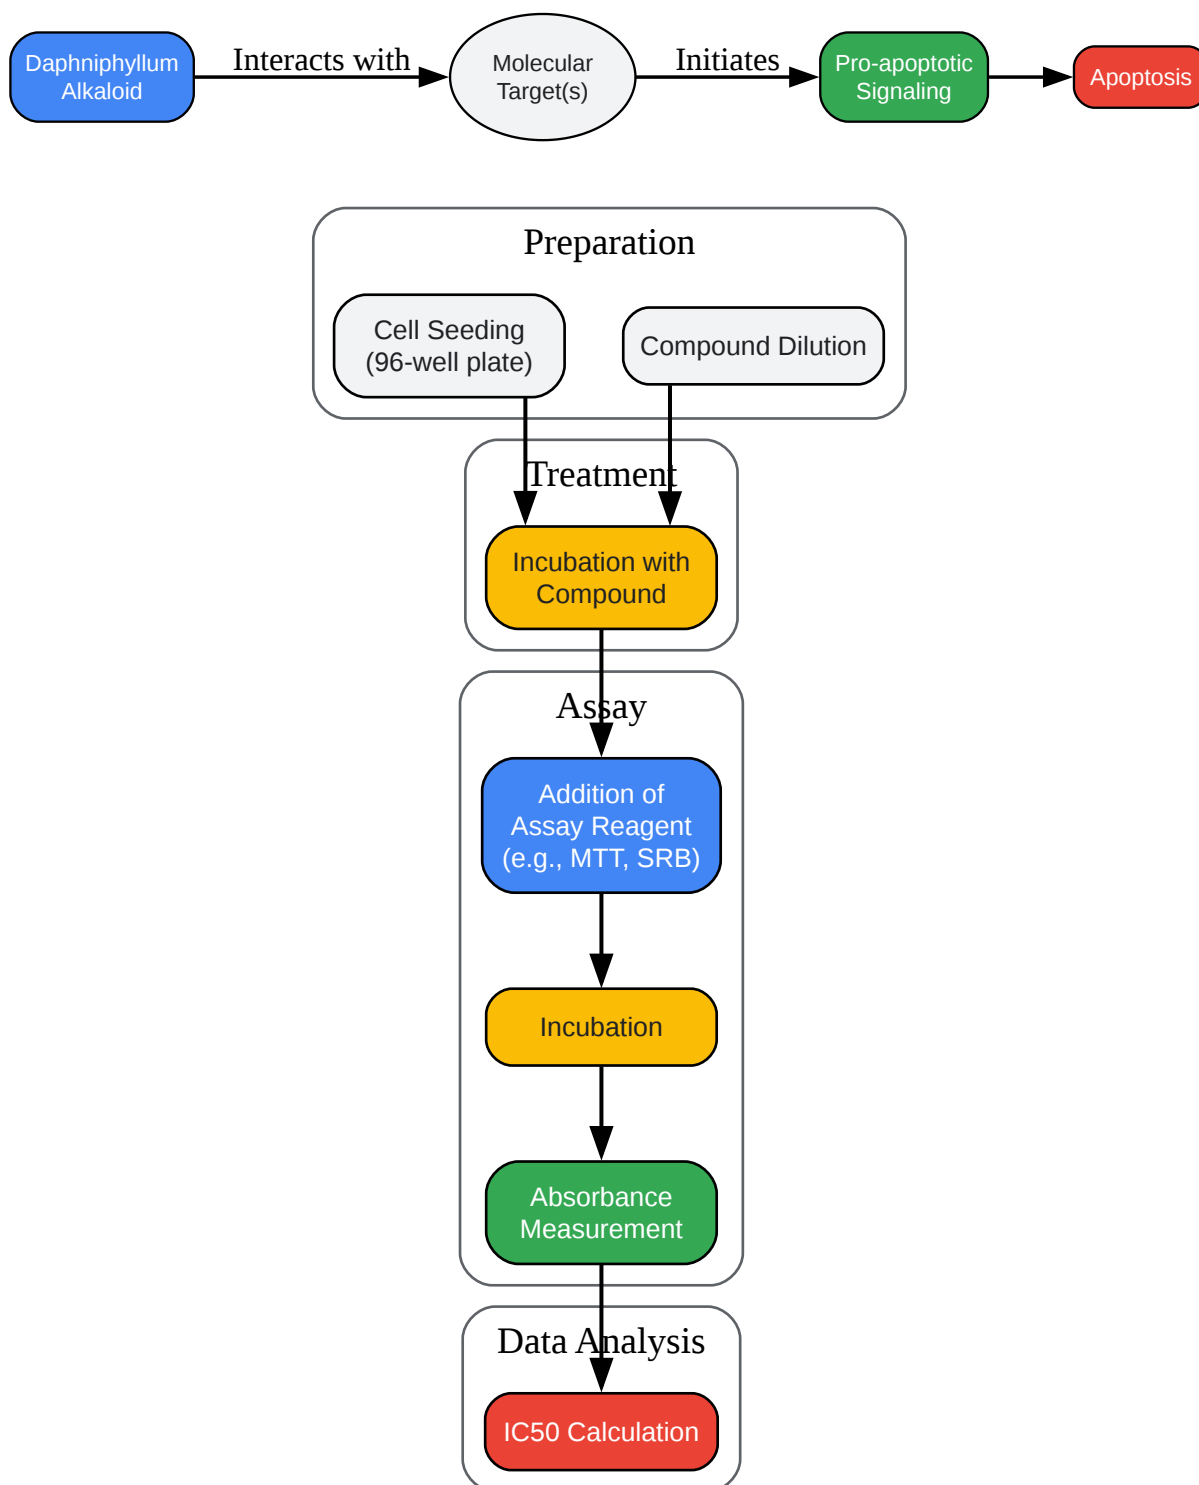 Daphniphyllum
Alkaloid
Interacts with
Molecular
Target(s)
Initiates
Pro-apoptotic
Signaling
Apoptosis
Preparation
Cell Seeding
(96-well plate)
Compound Dilution
Treatment
Incubation with
Compound
Assay
Addition of
Assay Reagent
(e.g., MTT, SRB)
Incubation
Absorbance
Measurement
Data Analysis
IC50 Calculation